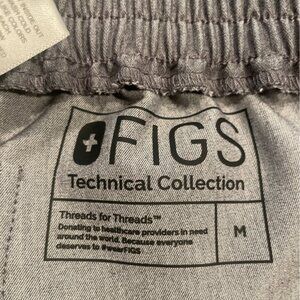 FIGS
Technical Collection
Threads for Threads™
Donating to healthcare providers in need
around the world. Because everyone
deserves to #wearFIGS
M